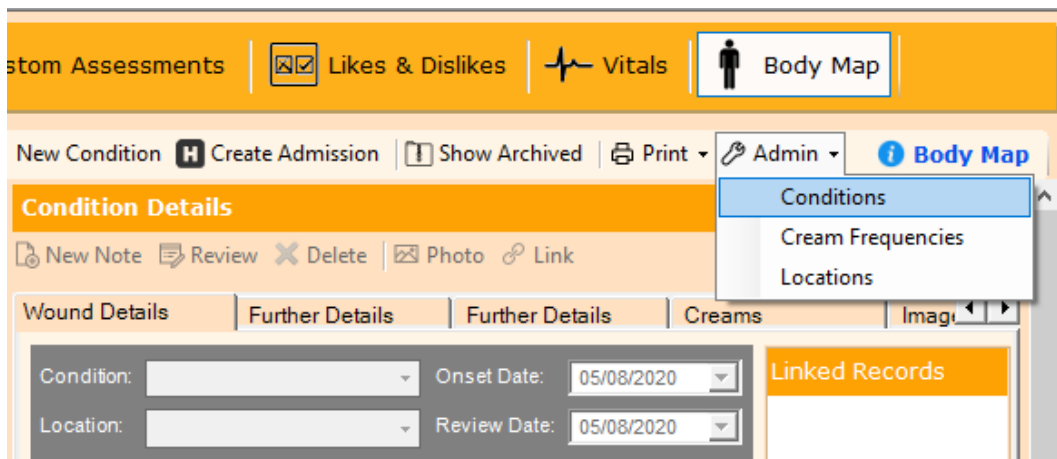 stom Assessments Likes & Dislikes Vitals Body Map
New Condition H Create Admission Show Archived Print Admin Body Map
Conditions
Condition Details
Cream Frequencies
New Note Review Delete Photo Link
Locations
Wound Details Further Details Further Details Creams Image
Condition: Onset Date: 05/08/2020 Linked Records
Location: Review Date: 05/08/2020